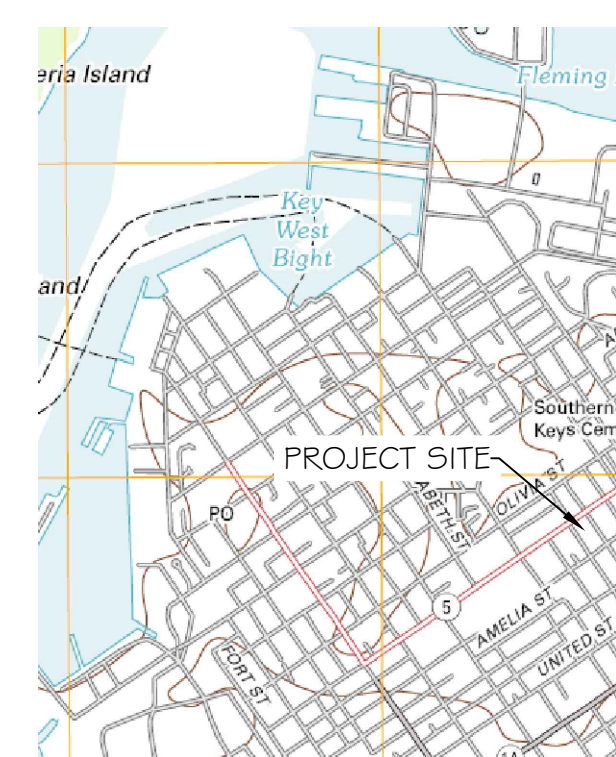 eria Island
Fleming
Key
West
Bight
and
Southern
Keys Cem
PROJECT SITE
OLIVIA ST
ABETH ST
PO
5
AMELIA ST
UNITED ST
FORT ST
1A